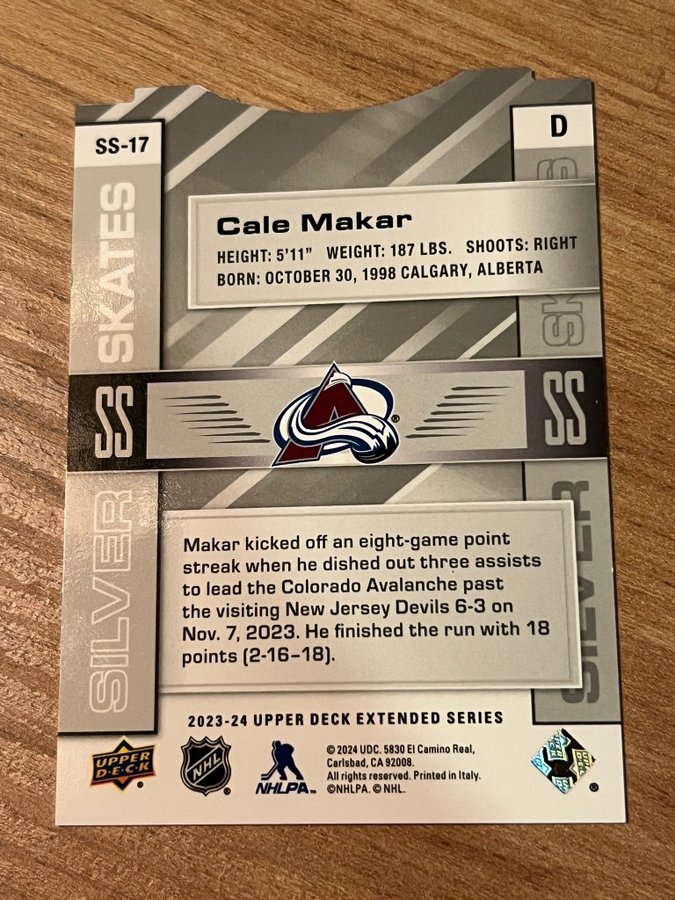 SS-17
D
SILVER SKATES
SS
SILVER SK S
SS
Cale Makar
HEIGHT: 5'11" WEIGHT: 187 LBS. SHOOTS: RIGHT
BORN: OCTOBER 30, 1998 CALGARY, ALBERTA
A
®
Makar kicked off an eight-game point
streak when he dished out three assists
to lead the Colorado Avalanche past
the visiting New Jersey Devils 6-3 on
Nov. 7, 2023. He finished the run with 18
points (2-16–18).
2023-24 UPPER DECK EXTENDED SERIES
UPPER
DECK
®
NHL
®
NHLPA™
© 2024 UDC. 5830 El Camino Real,
Carlsbad, CA 92008.
All rights reserved. Printed in Italy.
©NHLPA. © NHL.
®